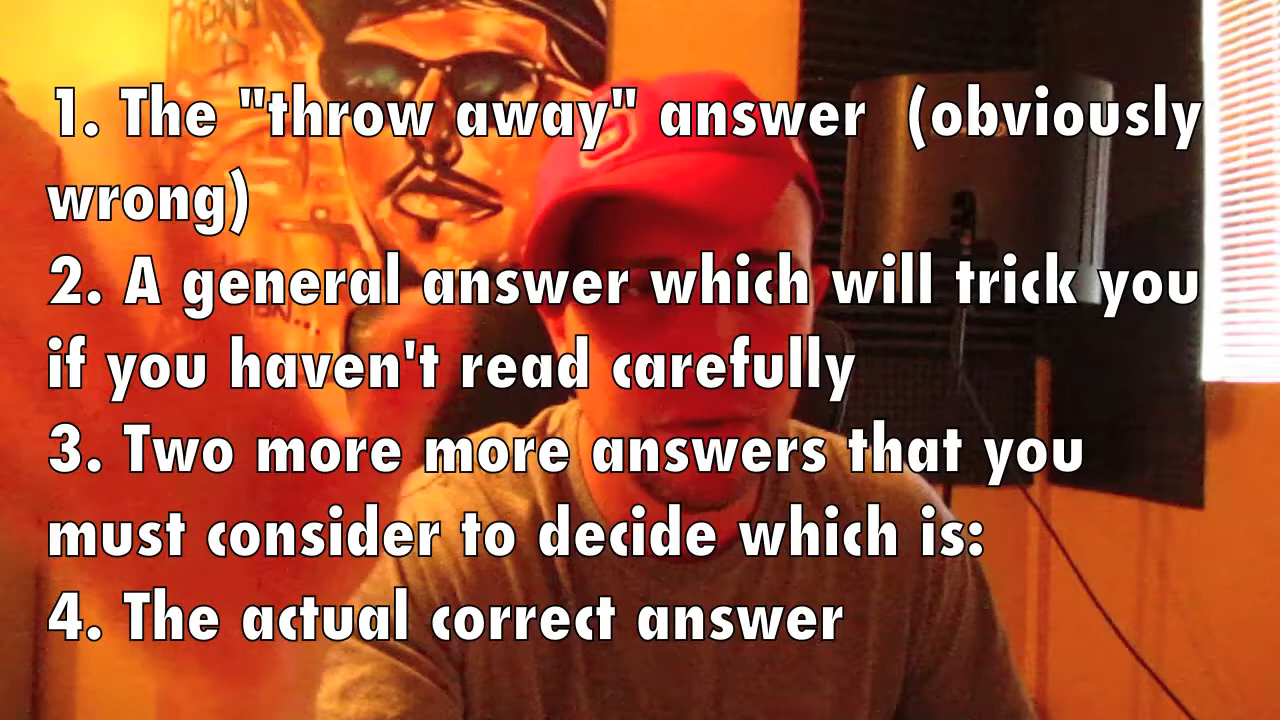 1. The "throw away" answer (obviously
wrong)
2. A general answer which will trick you
if you haven't read carefully
3. Two more more answers that you
must consider to decide which is:
4. The actual correct answer